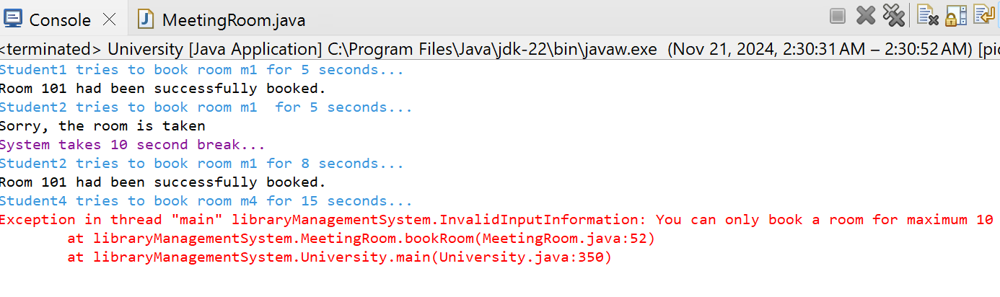 Console
MeetingRoom.java
<terminated> University [Java Application] C:\Program Files\Java\jdk-22\bin\javaw.exe (Nov 21, 2024, 2:30:31 AM – 2:30:52 AM)
Student1 tries to book room m1 for 5 seconds...
Room 101 had been successfully booked.
Student2 tries to book room m1  for 5 seconds...
Sorry, the room is taken
System takes 10 second break...
Student2 tries to book room m1 for 8 seconds...
Room 101 had been successfully booked.
Student4 tries to book room m4 for 15 seconds...
Exception in thread "main" libraryManagementSystem.InvalidInputInformation: You can only book a room for maximum 10
at libraryManagementSystem.MeetingRoom.bookRoom(MeetingRoom.java:52)
at libraryManagementSystem.University.main(University.java:350)